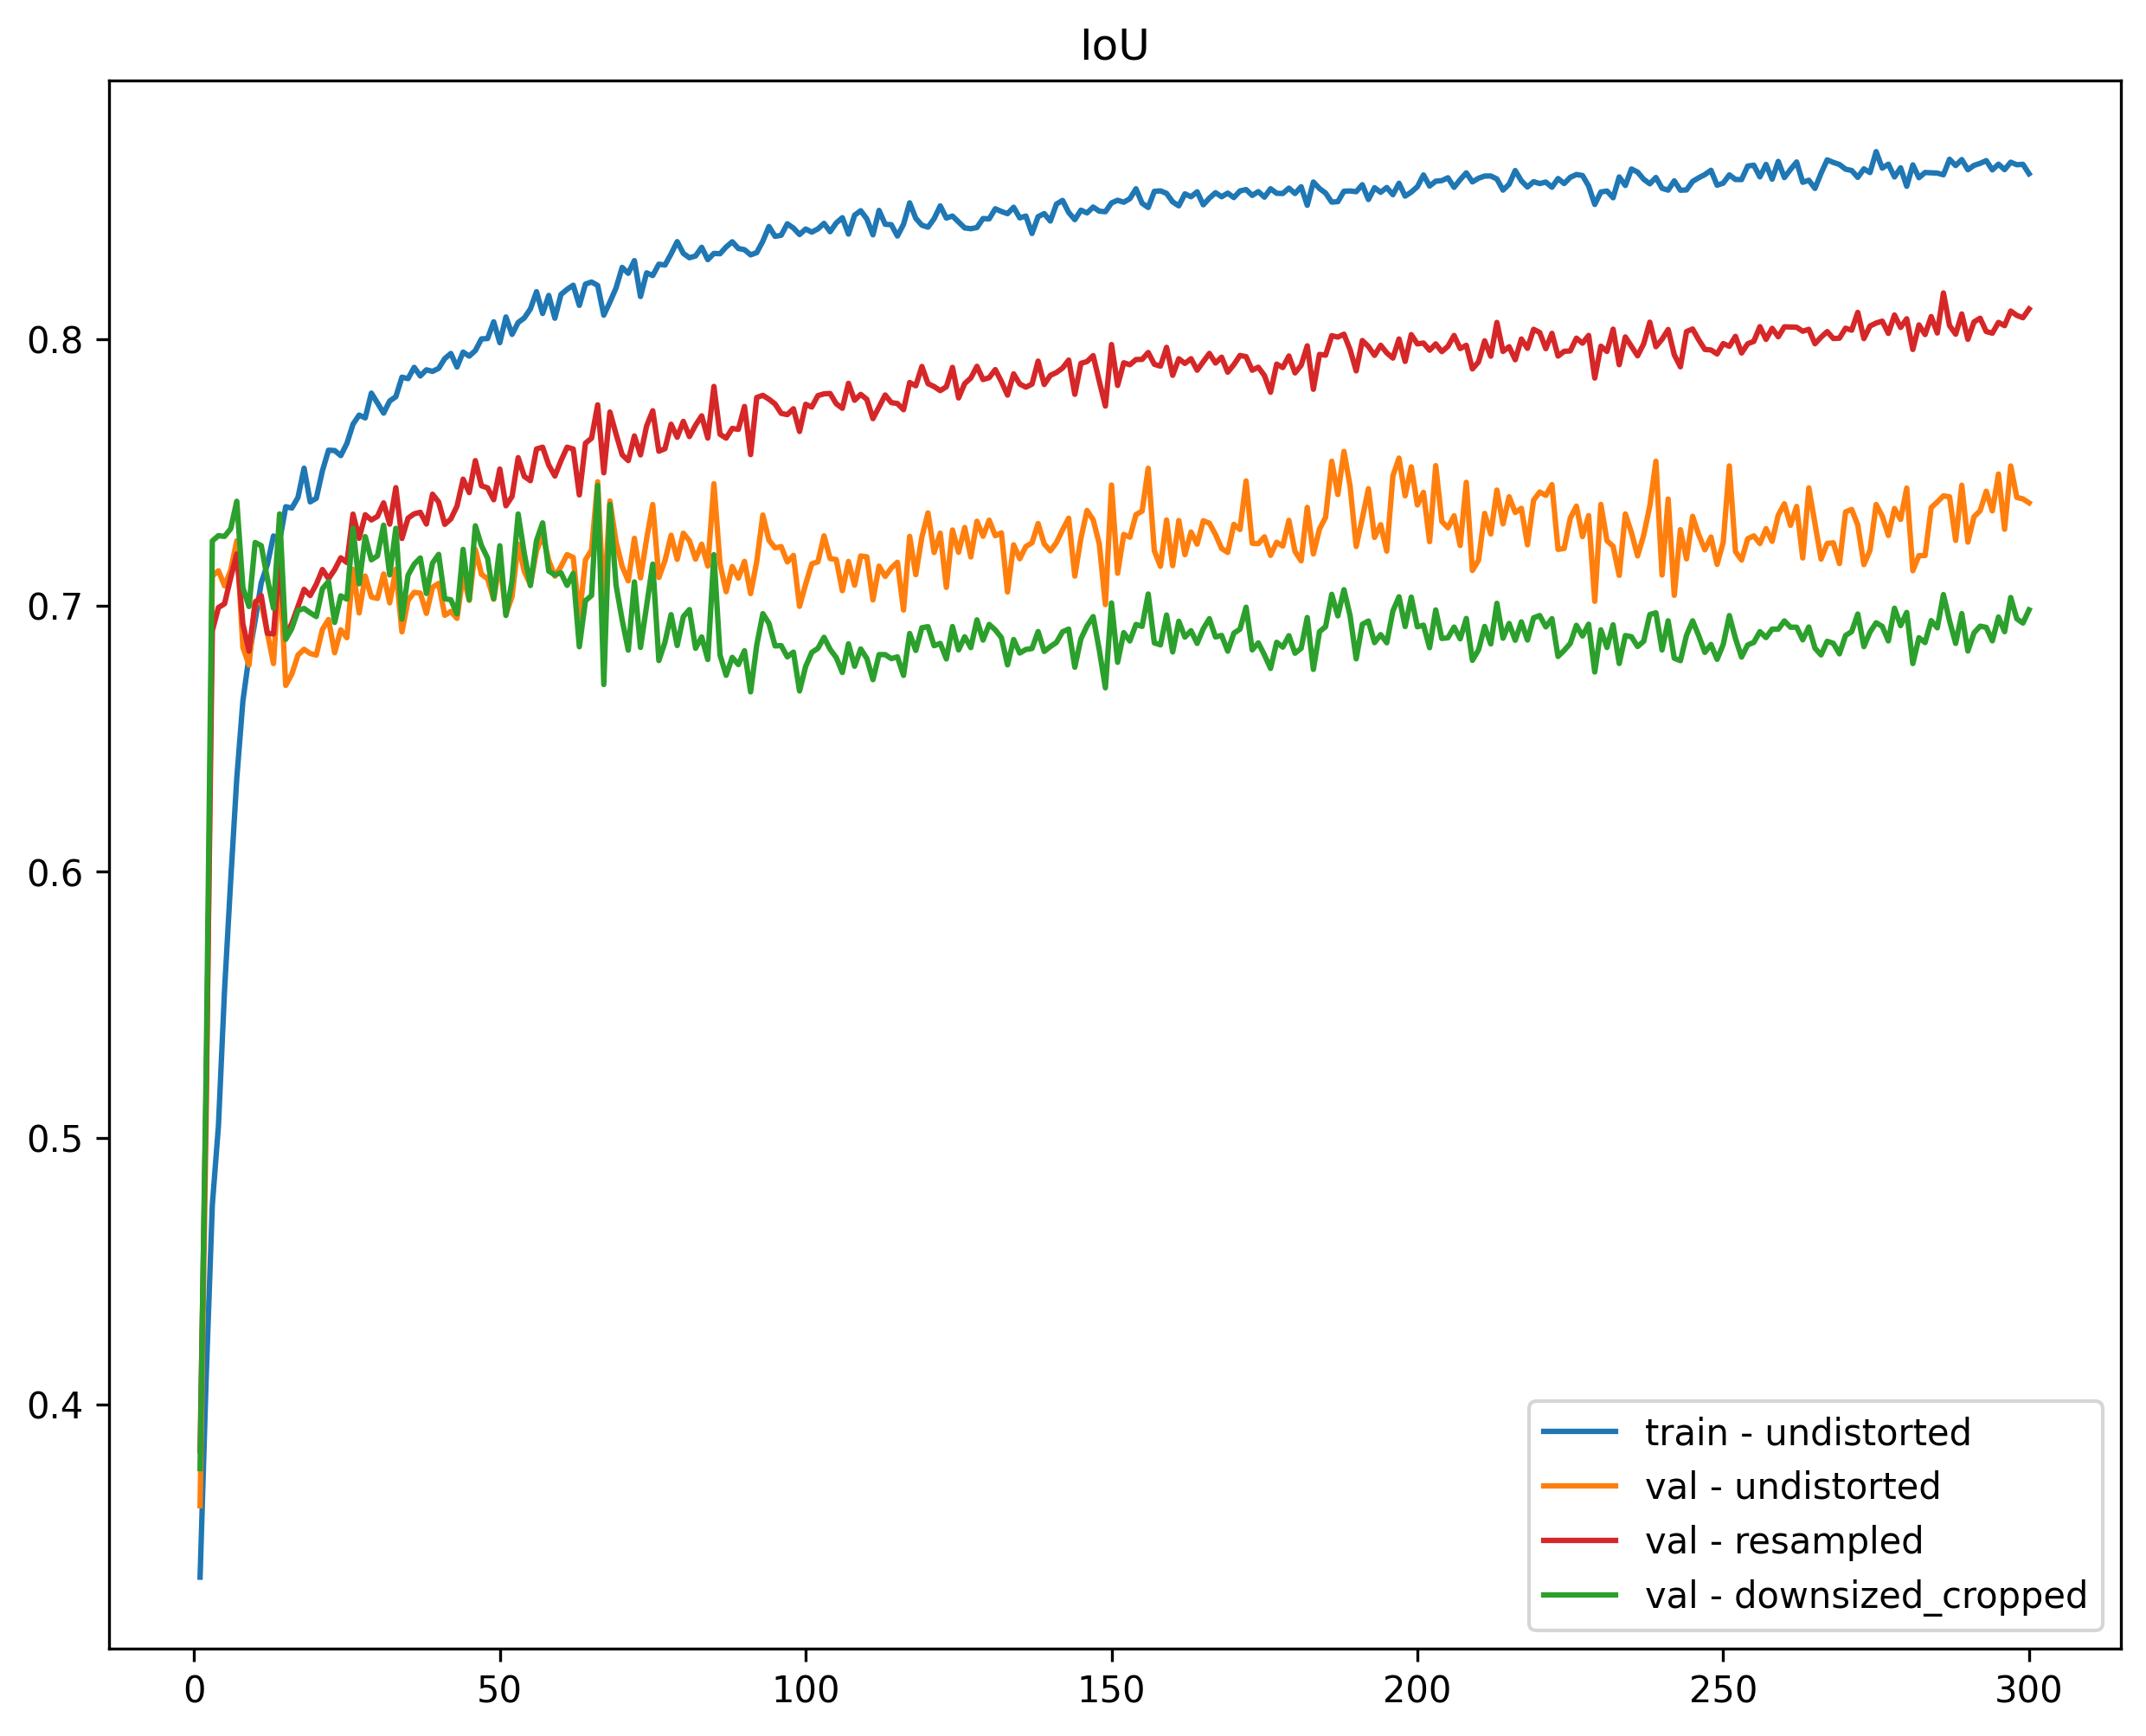 IoU
0.8
0.7
0.6
0.5
0.4
0 50 100 150 200 250 300
train - undistorted
val - undistorted
val - resampled
val - downsized_cropped